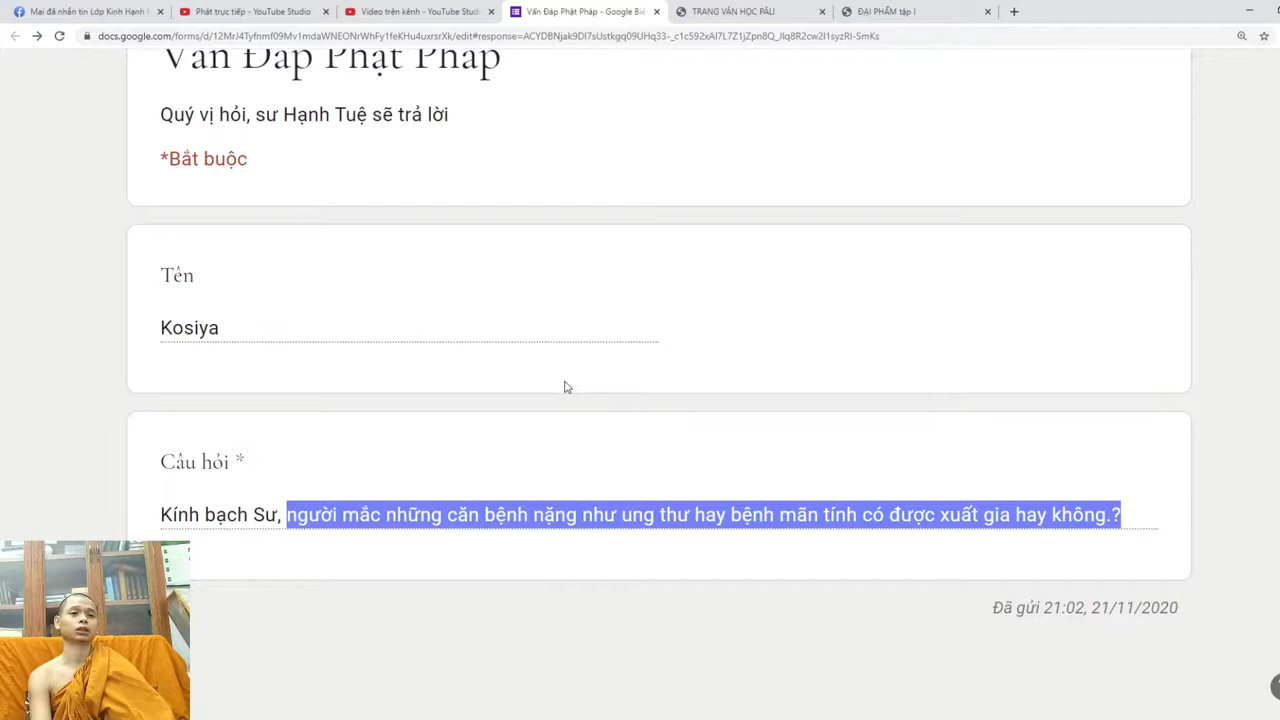 Mai đã nhắn tin Lớp Kinh Hạnh
Phát trực tiếp - YouTube Studio
Video trên kênh - YouTube Stud
Vấn Đáp Phật Pháp - Google Bi
TRANG VĂN HỌC PĀLI
ĐẠI PHẨM tập I
Vấn Đáp Phật Pháp
Quý vị hỏi, sư Hạnh Tuệ sẽ trả lời
*Bắt buộc
Tên
Kosiya
Câu hỏi *
Kính bạch Sư, người mắc những căn bệnh nặng như ung thư hay bệnh mãn tính có được xuất gia hay không.?
Đã gửi 21:02, 21/11/2020